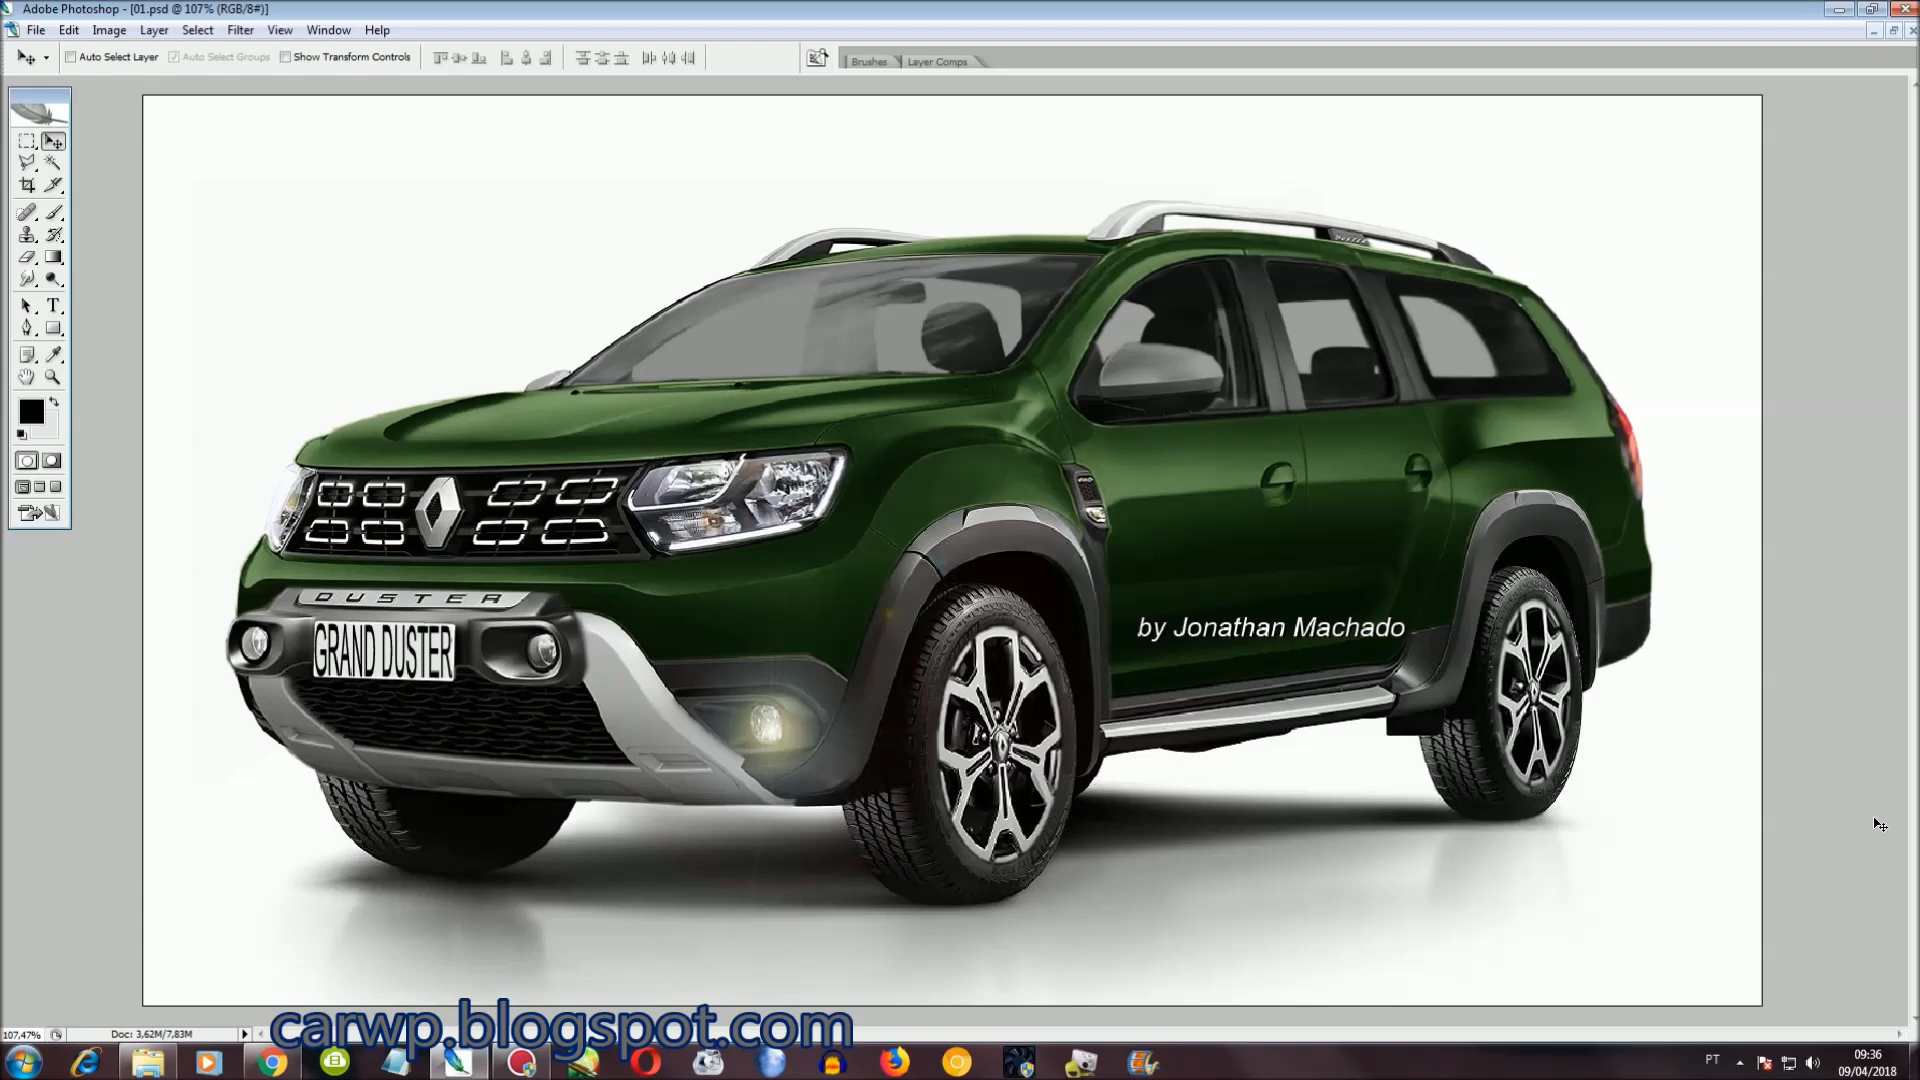 Adobe Photoshop - [01.psd @ 107% (RGB/8#)]
File Edit Image Layer Select Filter View Window Help
Auto Select Layer Auto Select Groups Show Transform Controls Brushes Layer Comps
DUSTER
GRAND DUSTER
by Jonathan Machado
107,47% Doc: 3,62M/7,83M
carwp.blogspot.com
PT 09:36
09/04/2018